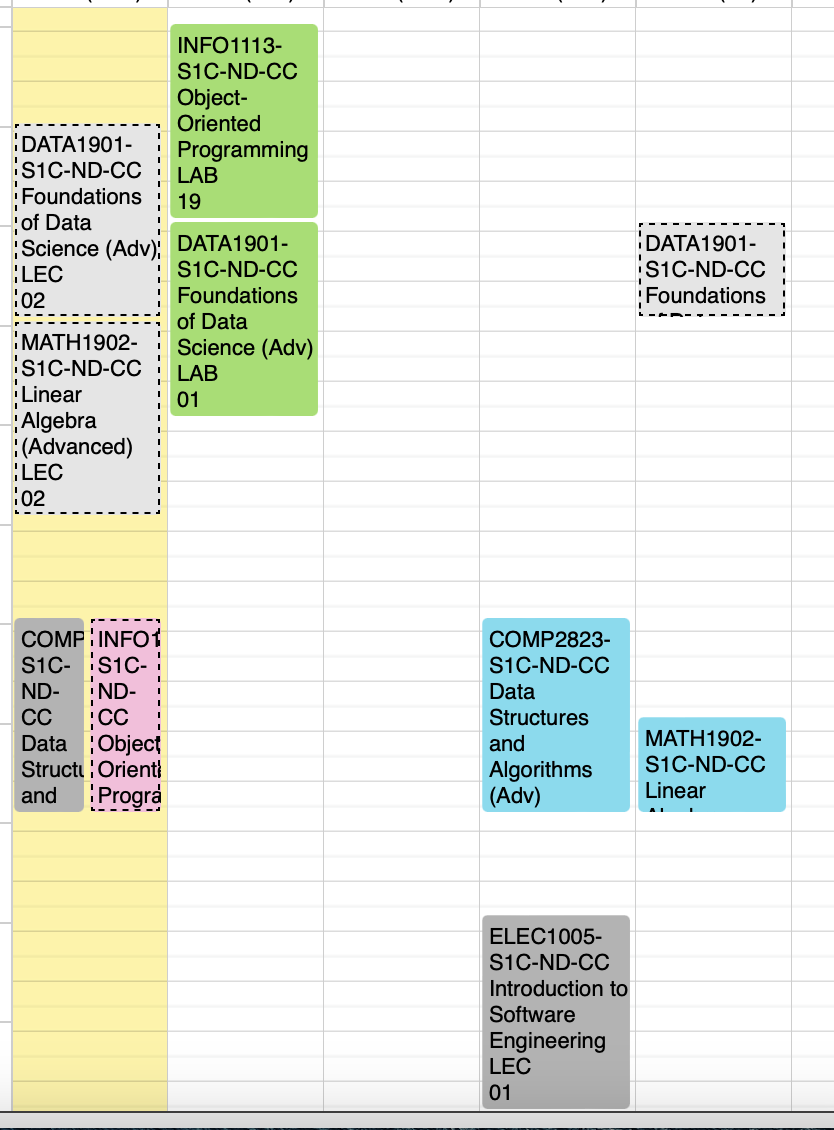 DATA1901-
S1C-ND-CC
Foundations
of Data
Science (Adv)
LEC
02
MATH1902-
S1C-ND-CC
Linear
Algebra
(Advanced)
LEC
02
COMP
S1C-
ND-
CC
Data
Structu
and
INFO1
S1C-
ND-
CC
Object
Oriente
Progra
INFO1113-
S1C-ND-CC
Object-
Oriented
Programming
LAB
19
DATA1901-
S1C-ND-CC
Foundations
of Data
Science (Adv)
LAB
01
COMP2823-
S1C-ND-CC
Data
Structures
and
Algorithms
(Adv)
ELEC1005-
S1C-ND-CC
Introduction to
Software
Engineering
LEC
01
DATA1901-
S1C-ND-CC
Foundations
MATH1902-
S1C-ND-CC
Linear